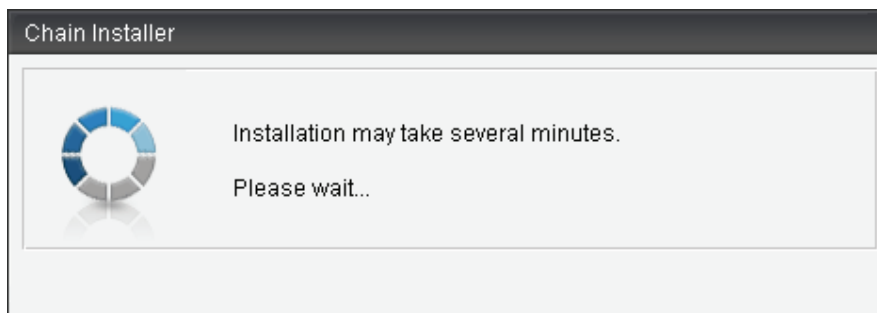 Chain Installer
Installation may take several minutes.
Please wait...